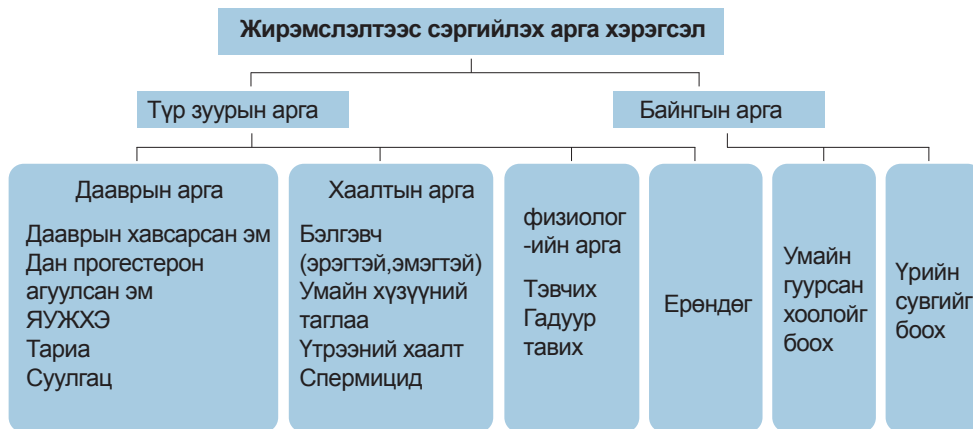 Жирэмслэлтээс сэргийлэх арга хэрэгсэл
Түр зуурын арга
Байнгын арга
Дааврын арга
Дааврын хавсарсан эм
Дан прогестерон
агуулсан эм
ЯУЖХЭ
Тариа
Суулгац
Хаалтын арга
Бэлгэвч
(эрэгтэй,эмэгтэй)
Умайн хүзүүний
таглаа
Үтрээний хаалт
Спермицид
физиолог
-ийн арга
Тэвчих
Гадуур
тавих
Ерөндөг
Умайн
гуурсан
хоолойг
боох
Үрийн
сувгийг
боох